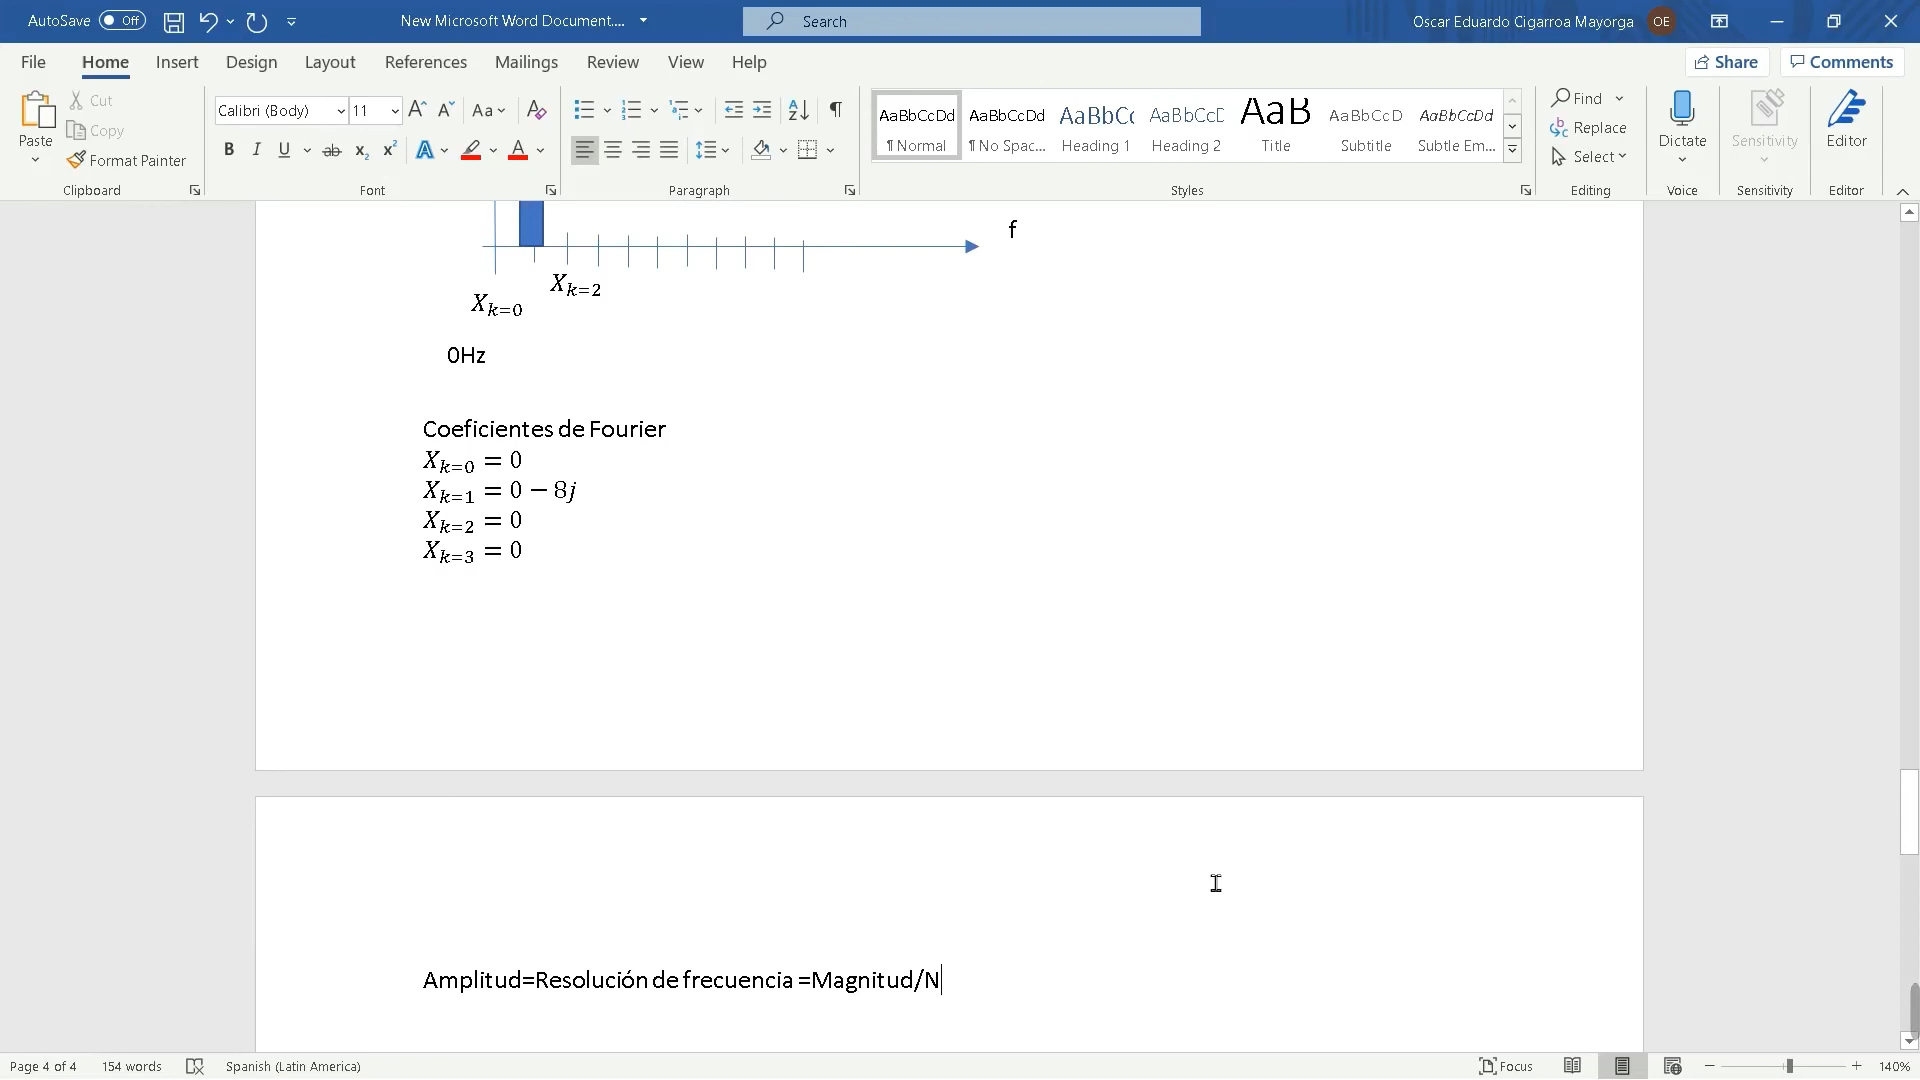 AutoSave Off New Microsoft Word Document.... Search Oscar Eduardo Cigarroa Mayorga OE
File Home Insert Design Layout References Mailings Review View Help Share Comments
Paste Cut Copy Format Painter
Clipboard
Calibri (Body) 11 Aa
B I U ab x₂ x² A A
Font
Paragraph
AaBbCcDd AaBbCcDd AaBbCc AaBbCcD AaB AaBbCcD AaBbCcDd
¶ Normal ¶ No Spac... Heading 1 Heading 2 Title Subtitle Subtle Em...
Styles
Find
Replace
Select
Editing
Dictate
Voice
Sensitivity
Sensitivity
Editor
Editor
f
X_{k=2}
X_{k=0}
0Hz
Coeficientes de Fourier
X_{k=0} = 0
X_{k=1} = 0 − 8j
X_{k=2} = 0
X_{k=3} = 0
Amplitud=Resolución de frecuencia =Magnitud/N
Page 4 of 4 154 words Spanish (Latin America) Focus 140%